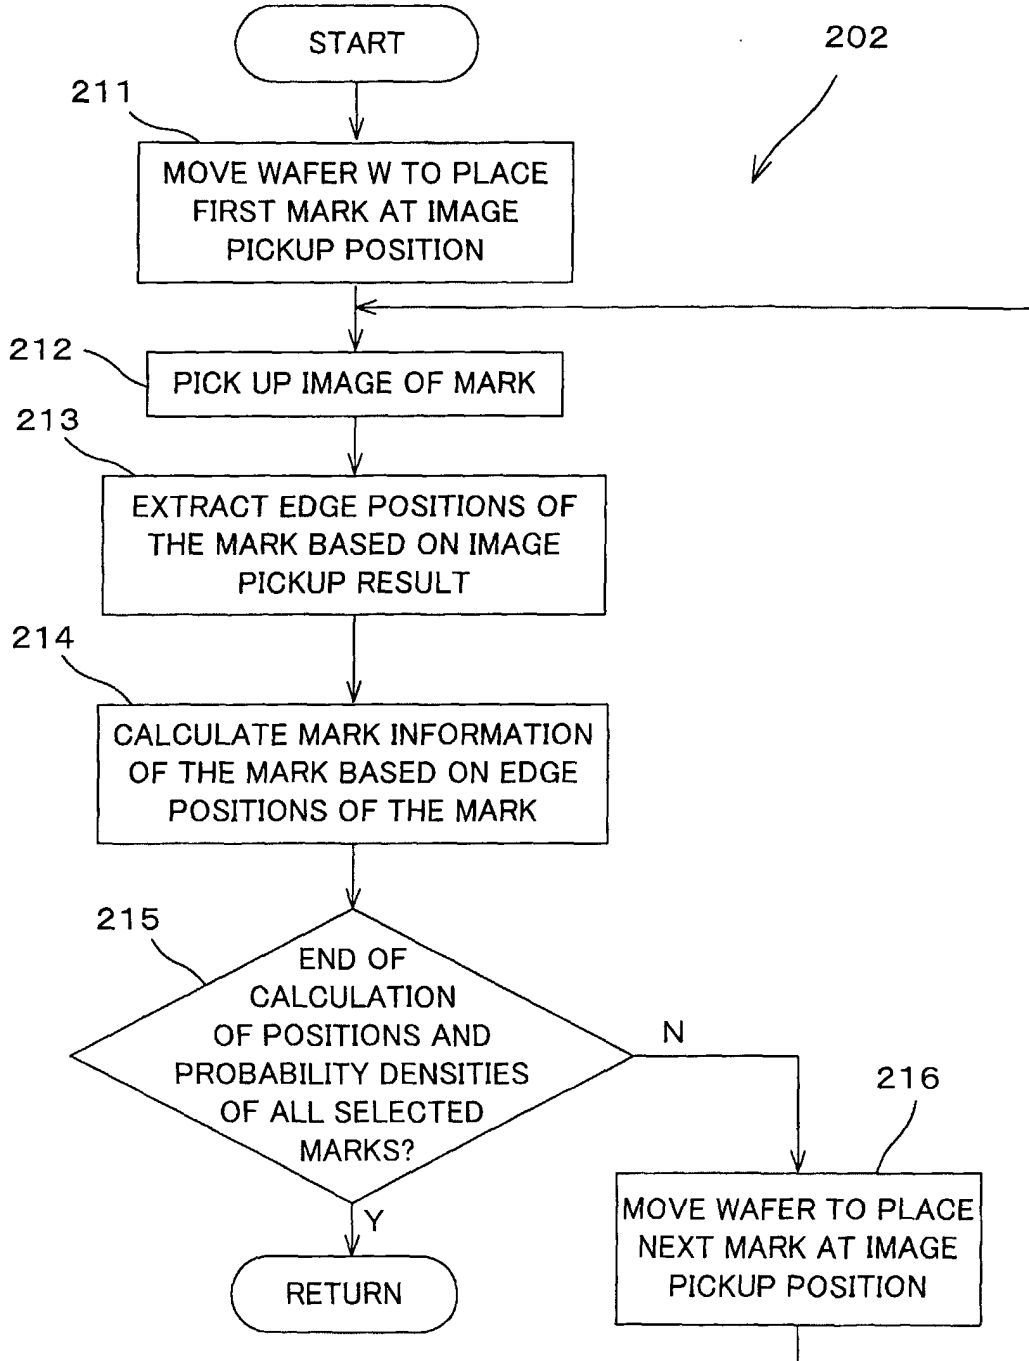 START
202
211
MOVE WAFER W TO PLACE
FIRST MARK AT IMAGE
PICKUP POSITION
212
PICK UP IMAGE OF MARK
213
EXTRACT EDGE POSITIONS OF
THE MARK BASED ON IMAGE
PICKUP RESULT
214
CALCULATE MARK INFORMATION
OF THE MARK BASED ON EDGE
POSITIONS OF THE MARK
215
END OF
CALCULATION
OF POSITIONS AND
PROBABILITY DENSITIES
OF ALL SELECTED
MARKS?
N
216
MOVE WAFER TO PLACE
NEXT MARK AT IMAGE
PICKUP POSITION
Y
RETURN